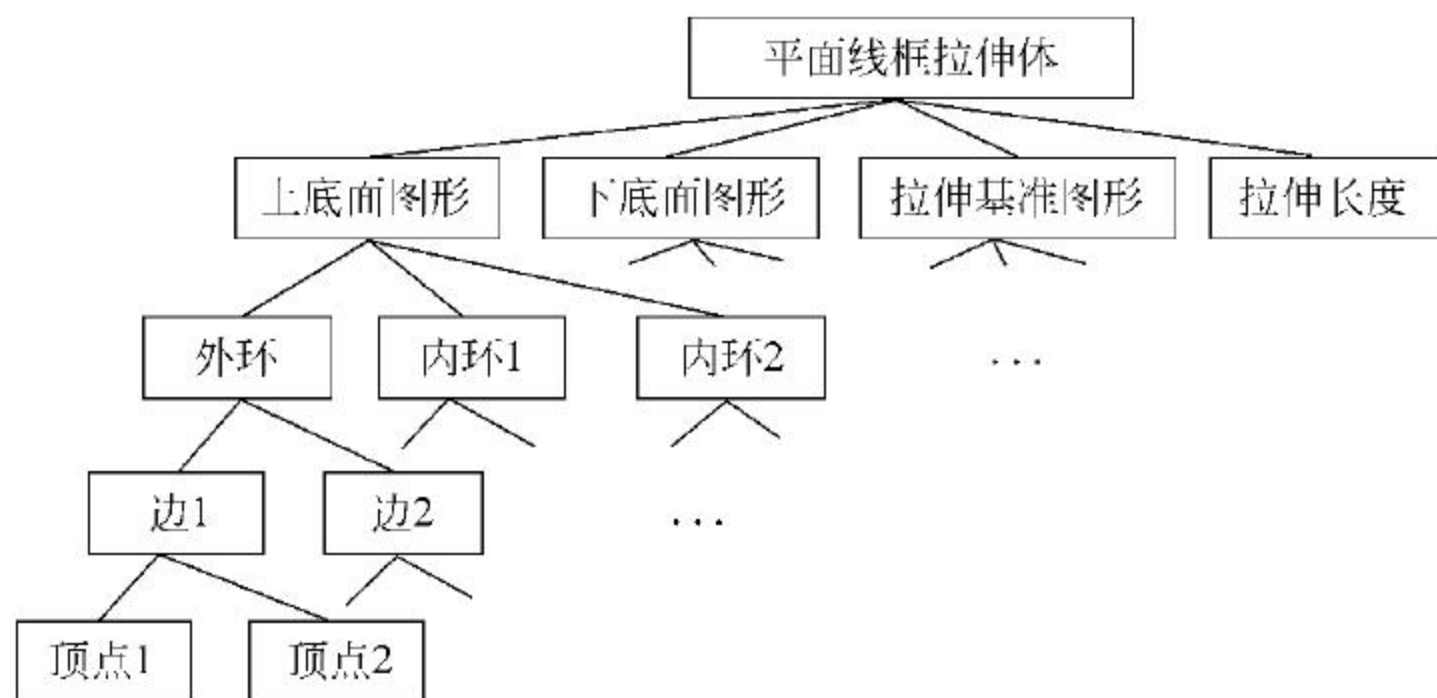 平面线框拉伸体
上底面图形
下底面图形
拉伸基准图形
拉伸长度
外环
内环1
内环2
...
边1
边2
...
顶点1
顶点2